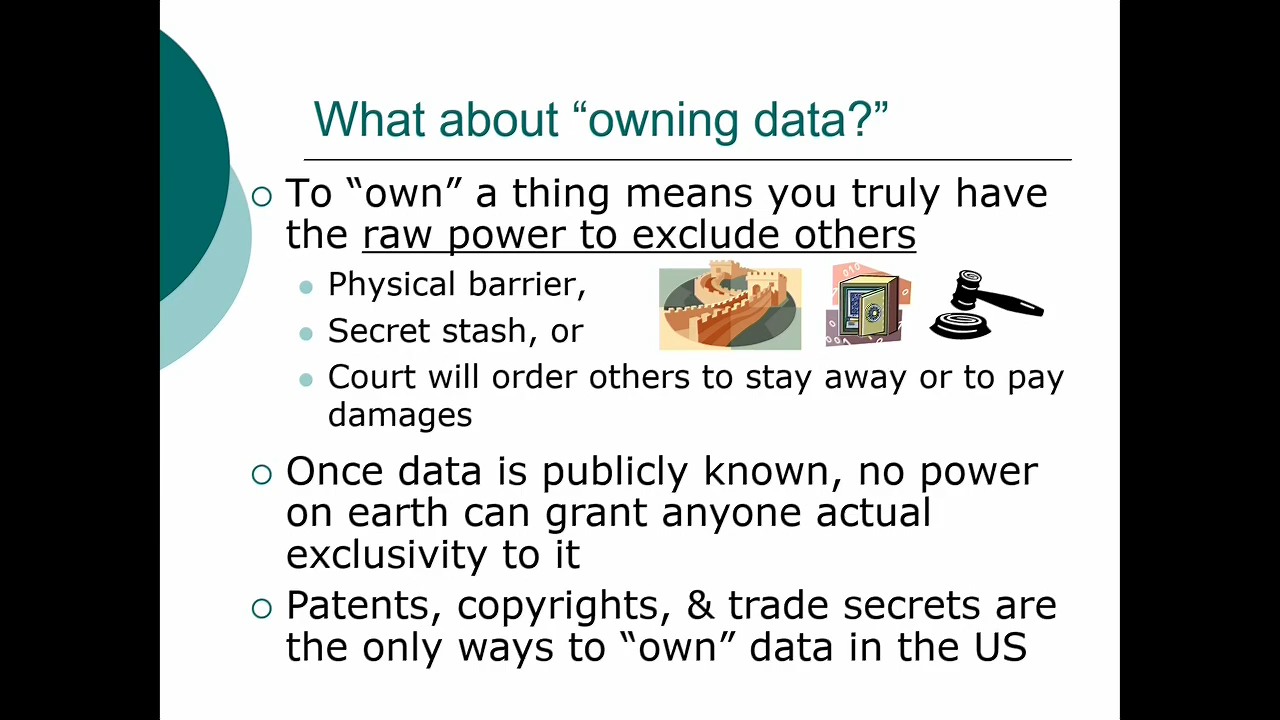 What about “owning data?”
To “own” a thing means you truly have
the raw power to exclude others
Physical barrier,
Secret stash, or
Court will order others to stay away or to pay
damages
Once data is publicly known, no power
on earth can grant anyone actual
exclusivity to it
Patents, copyrights, & trade secrets are
the only ways to “own” data in the US